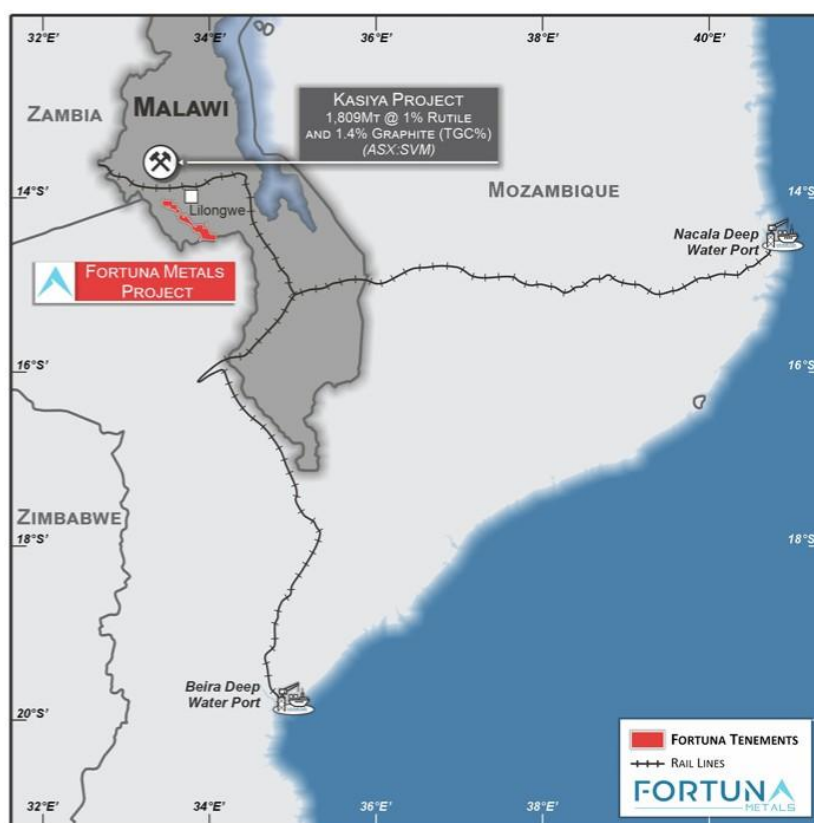 32°E' 34°E' 36°E' 38°E' 40°E'
ZAMBIA
MALAWI
KASIYA PROJECT
1,809MT @ 1% RUTILE
AND 1.4% GRAPHITE (TGC%)
(ASX:SVM)
MOZAMBIQUE
14°S' 14°S'
Lilongwe
Nacala Deep
Water Port
FORTUNA METALS
PROJECT
16°S' 16°S'
ZIMBABWE
18°S' 18°S'
Beira Deep
Water Port
20°S'
FORTUNA TENEMENTS
RAIL LINES
FORTUNA
METALS
32°E' 34°E' 36°E' 38°E' 40°E'